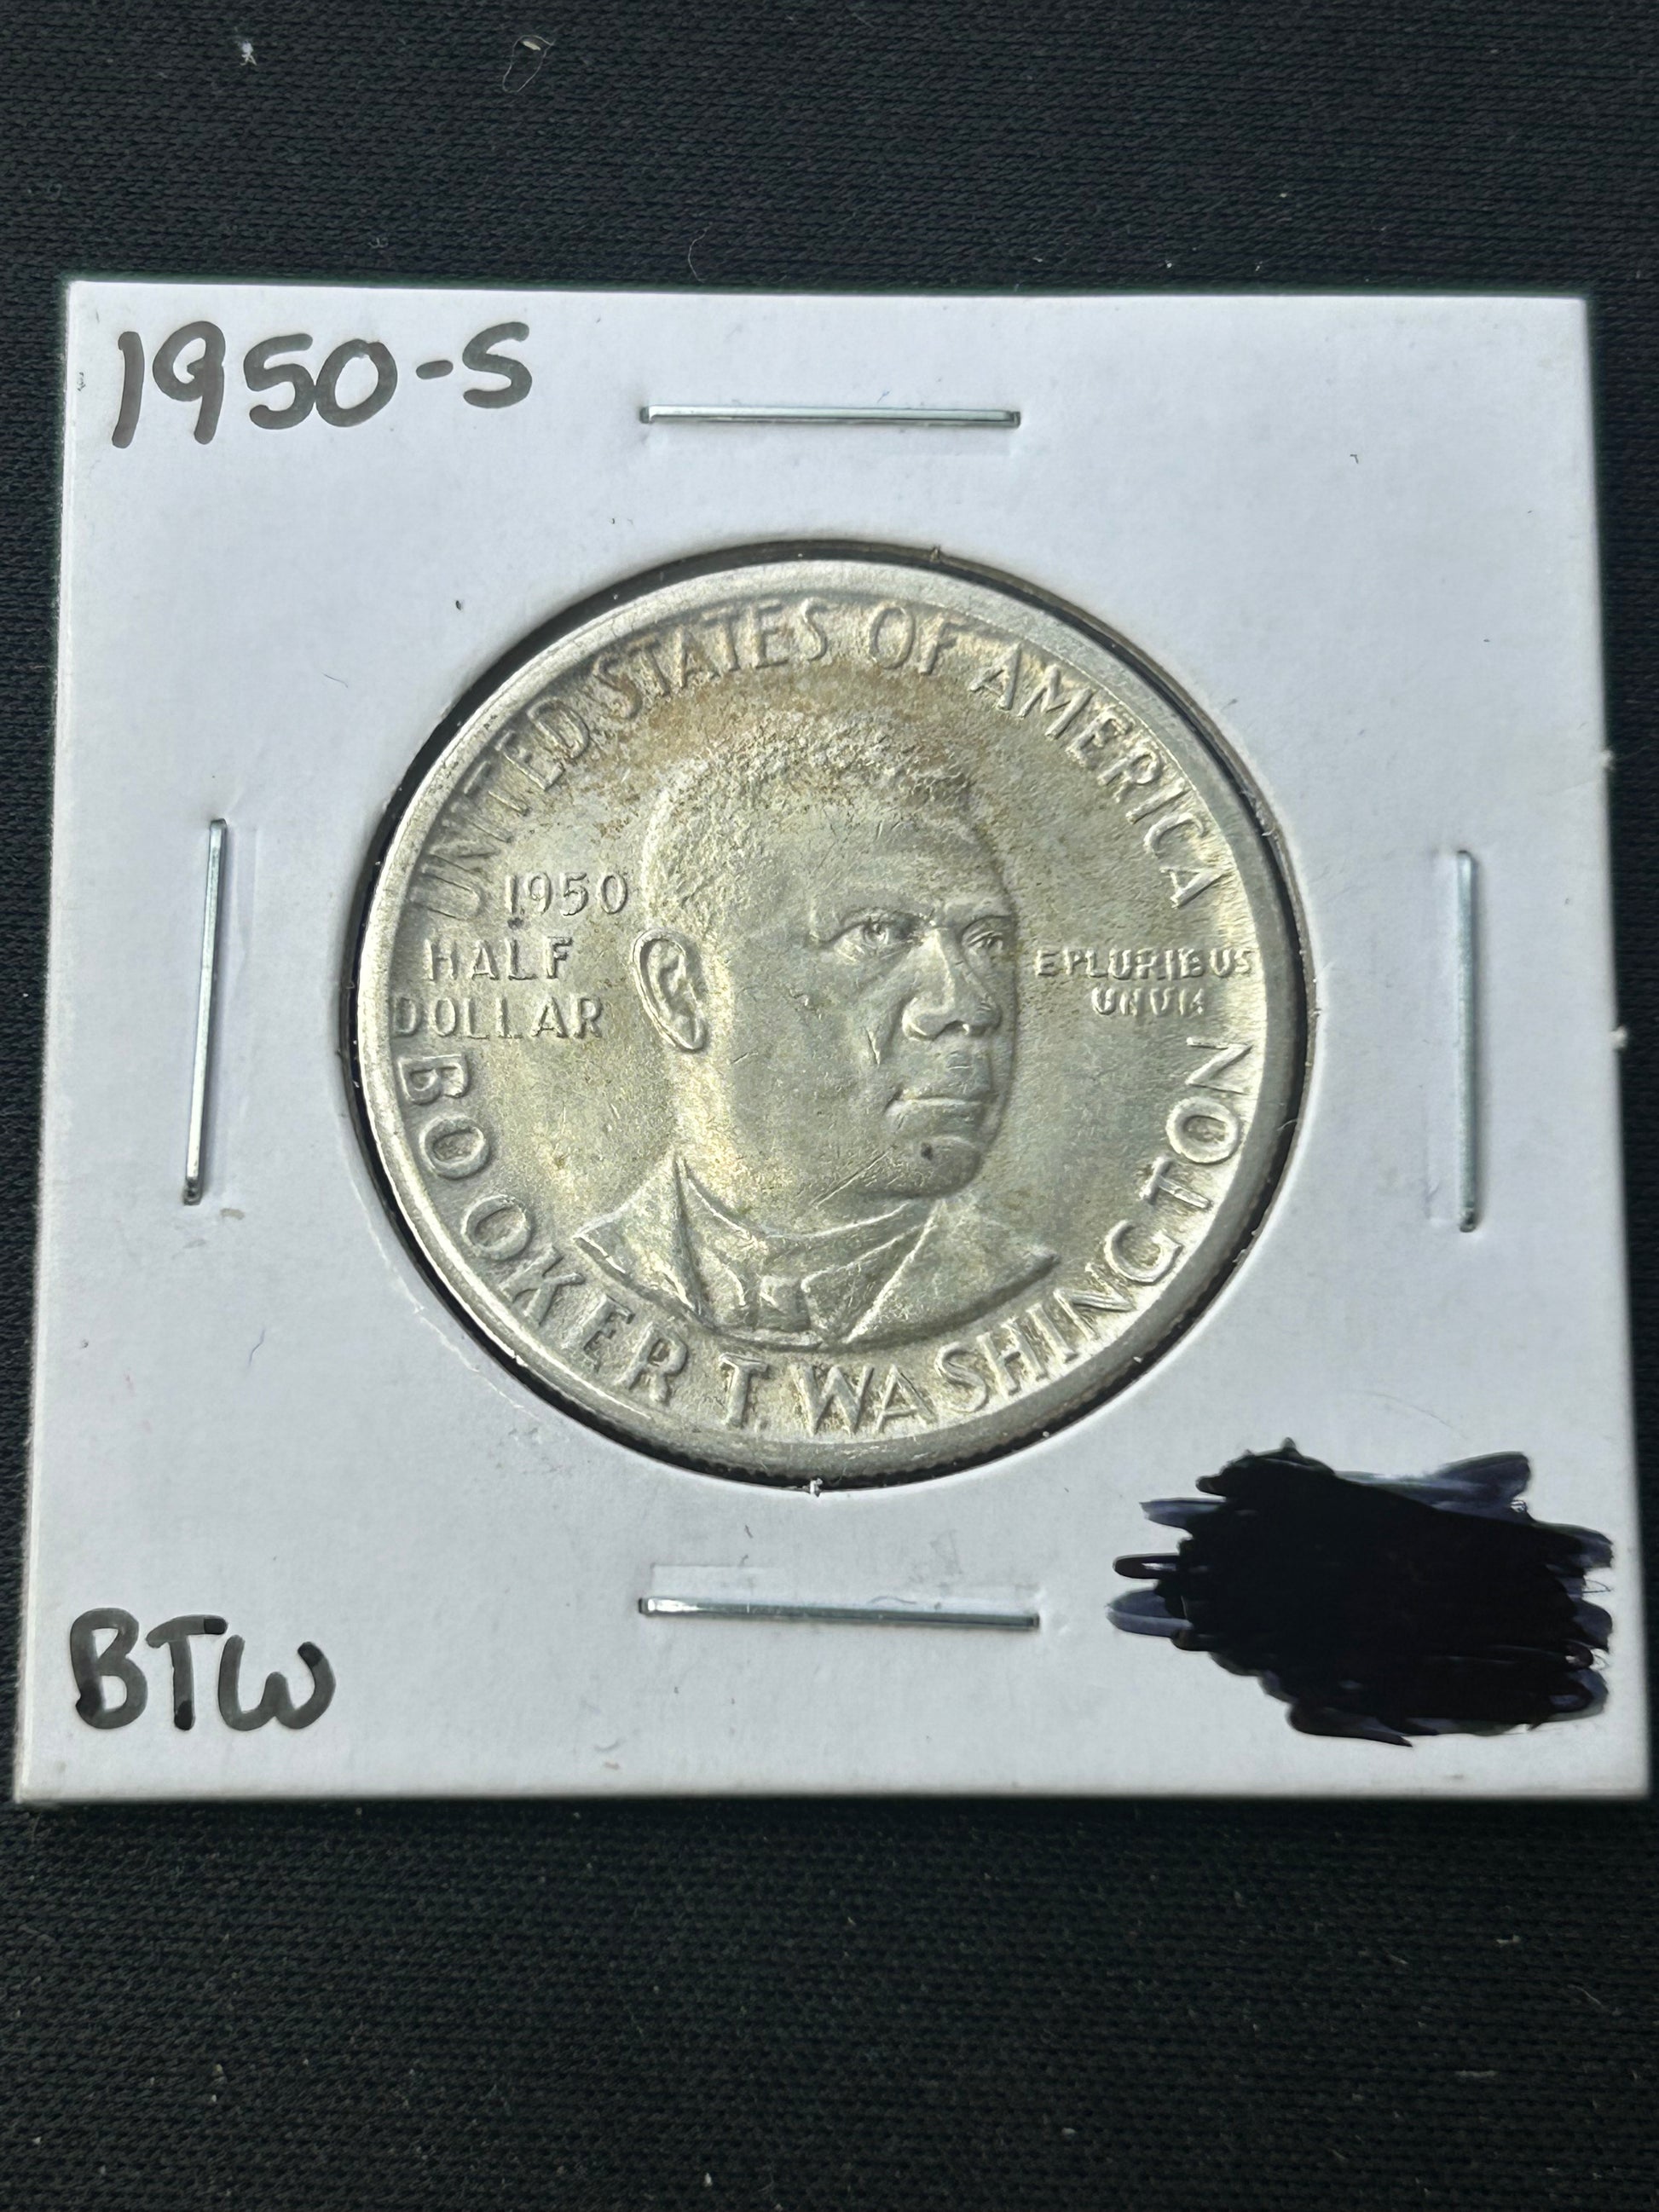 1950-S
UNITED STATES OF AMERICA
1950
HALF
DOLLAR
E PLURIBUS
UNUM
BOOKER T. WASHINGTON
BTW